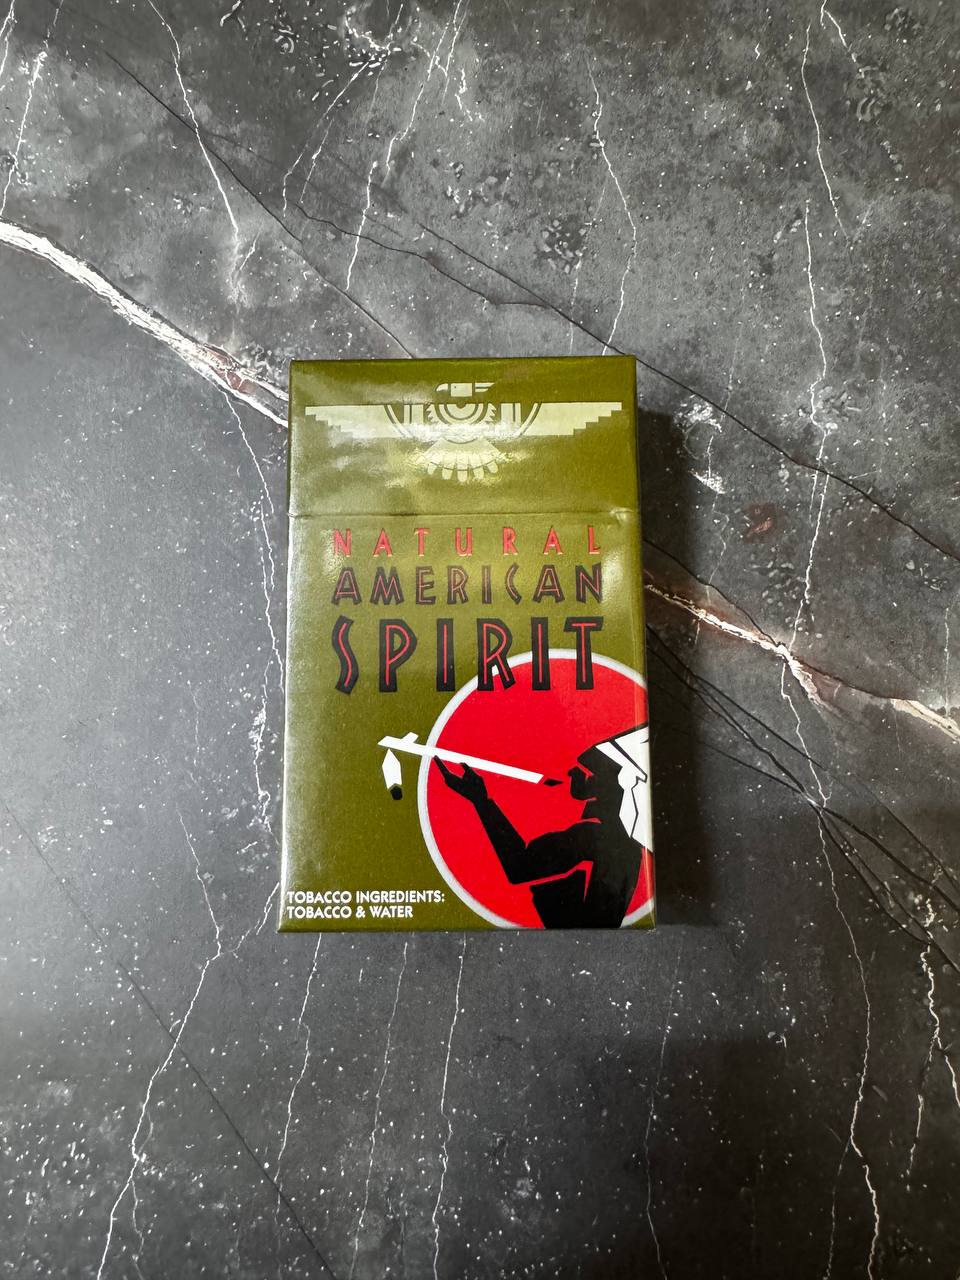 NATURAL
AMERICAN
SPIRIT
TOBACCO INGREDIENTS:
TOBACCO & WATER